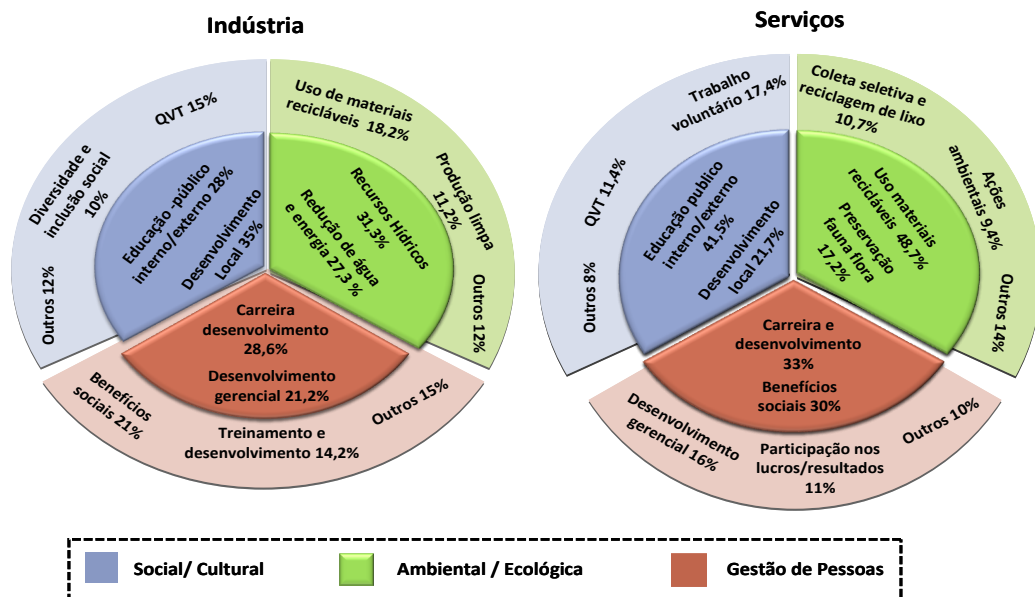 Indústria
QVT 15%
Diversidade e
inclusão social
10%
Outros 12%
Educação -público
interno/externo 28%
Desenvolvimento
Local 35%
Uso de materiais
recicláveis 18,2%
Produção limpa
11,2%
Outros 12%
Recursos Hídricos
31,3%
Redução de água
e energia 27,3 %
Carreira
desenvolvimento
28,6%
Desenvolvimento
gerencial 21,2%
Benefícios
sociais 21%
Treinamento e
desenvolvimento 14,2%
Outros 15%
Serviços
Trabalho
voluntário 17,4%
QVT 11,4%
Outros 8%
Educação publico
interno/externo
41,5%
Desenvolvimento
local 21,7%
Coleta seletiva e
reciclagem de lixo
10,7%
Ações
ambientais 9,4%
Outros 14%
Uso materiais
recicláveis 48,7%
Preservação
fauna flora
17,2%
Carreira e
desenvolvimento
33%
Benefícios
sociais 30%
Desenvolvimento
gerencial 16%
Participação nos
lucros/resultados
11%
Outros 10%
Social/ Cultural
Ambiental / Ecológica
Gestão de Pessoas